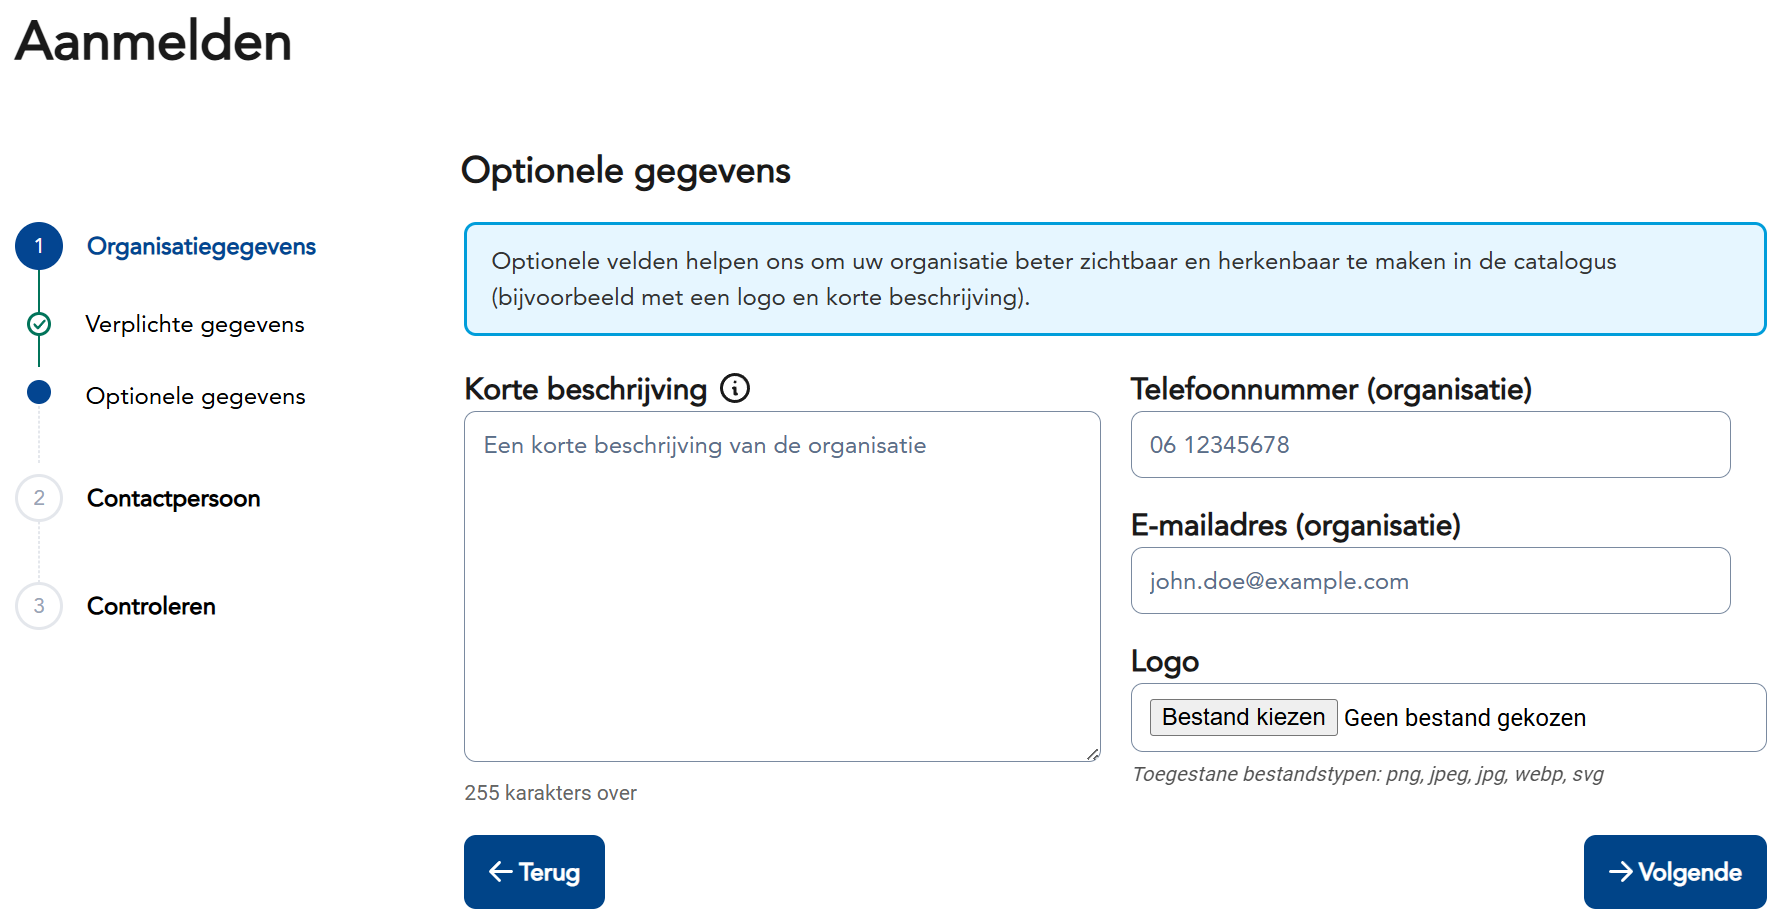 Aanmelden
1 Organisatiegegevens
Verplichte gegevens
Optionele gegevens
2 Contactpersoon
3 Controleren
Optionele gegevens
Optionele velden helpen ons om uw organisatie beter zichtbaar en herkenbaar te maken in de catalogus
(bijvoorbeeld met een logo en korte beschrijving).
Korte beschrijving
Een korte beschrijving van de organisatie
255 karakters over
Telefoonnummer (organisatie)
06 12345678
E-mailadres (organisatie)
john.doe@example.com
Logo
Bestand kiezen Geen bestand gekozen
Toegestane bestandstypen: png, jpeg, jpg, webp, svg
Terug
Volgende